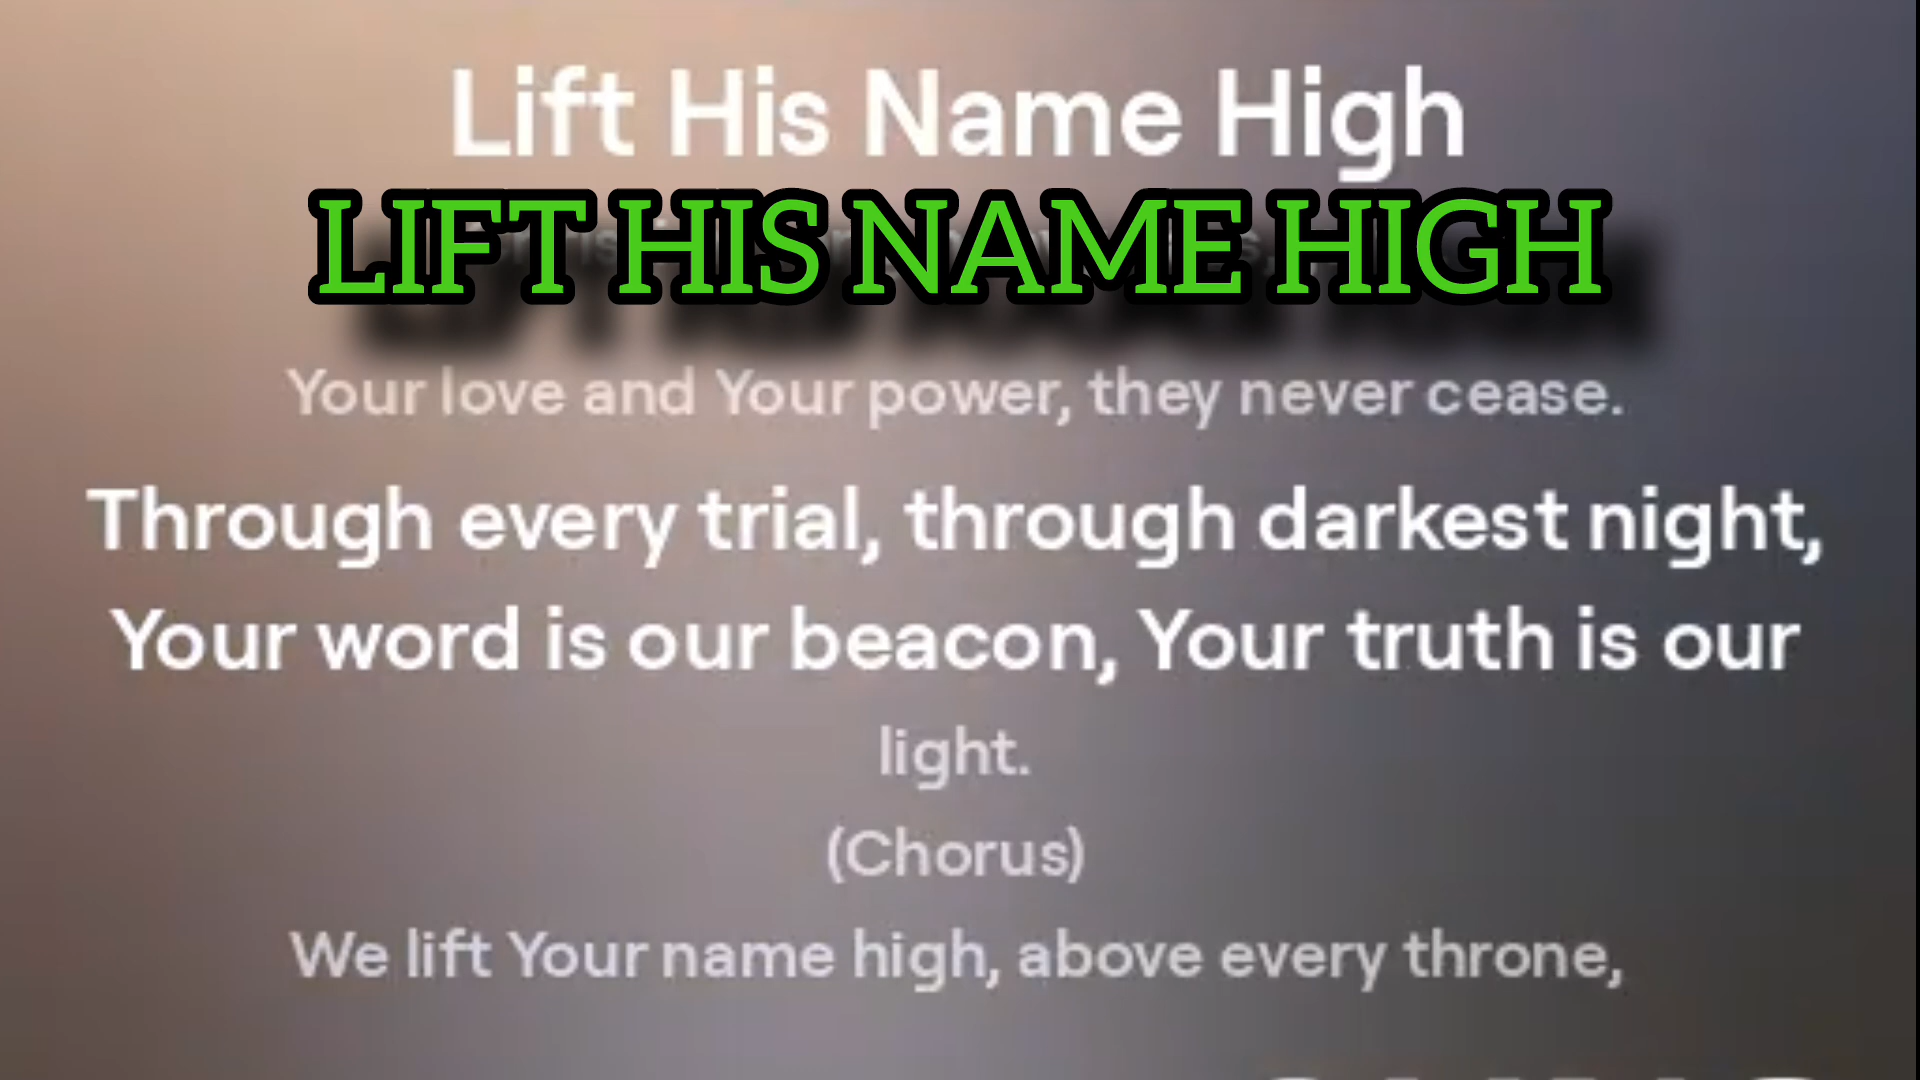 Lift His Name High
LIFT HIS NAME HIGH
Your love and Your power, they never cease.
Through every trial, through darkest night,
Your word is our beacon, Your truth is our
light.
(Chorus)
We lift Your name high, above every throne,